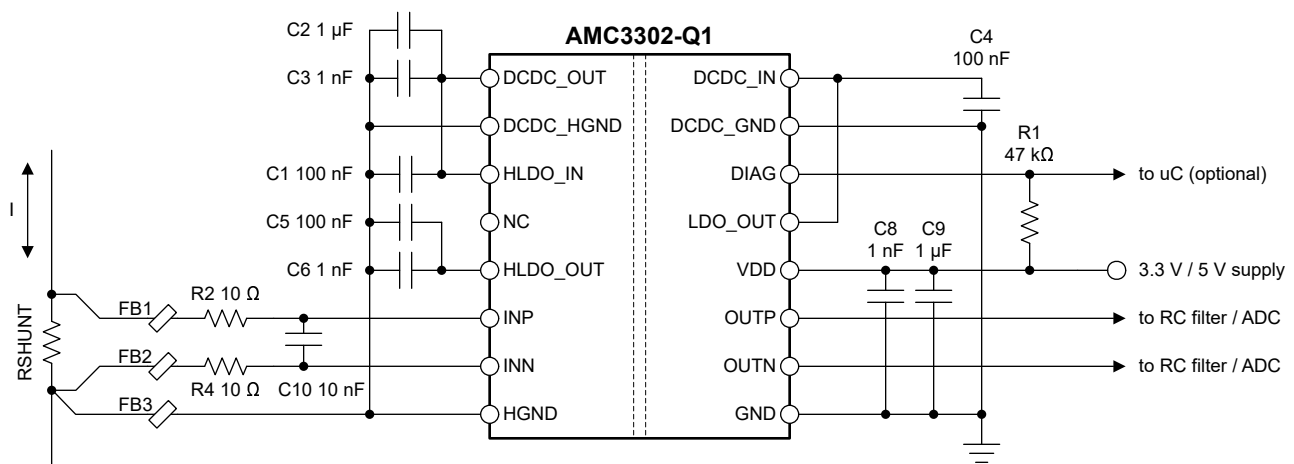 C2 1 µF
C3 1 nF
C1 100 nF
C5 100 nF
C6 1 nF
I
RSHUNT
FB1
R2 10 Ω
FB2
R4 10 Ω
C10 10 nF
FB3
AMC3302-Q1
DCDC_OUT
DCDC_HGND
HLDO_IN
NC
HLDO_OUT
INP
INN
HGND
DCDC_IN
DCDC_GND
DIAG
LDO_OUT
VDD
OUTP
OUTN
GND
C4
100 nF
R1
47 kΩ
to uC (optional)
C8
1 nF
C9
1 µF
3.3 V / 5 V supply
to RC filter / ADC
to RC filter / ADC